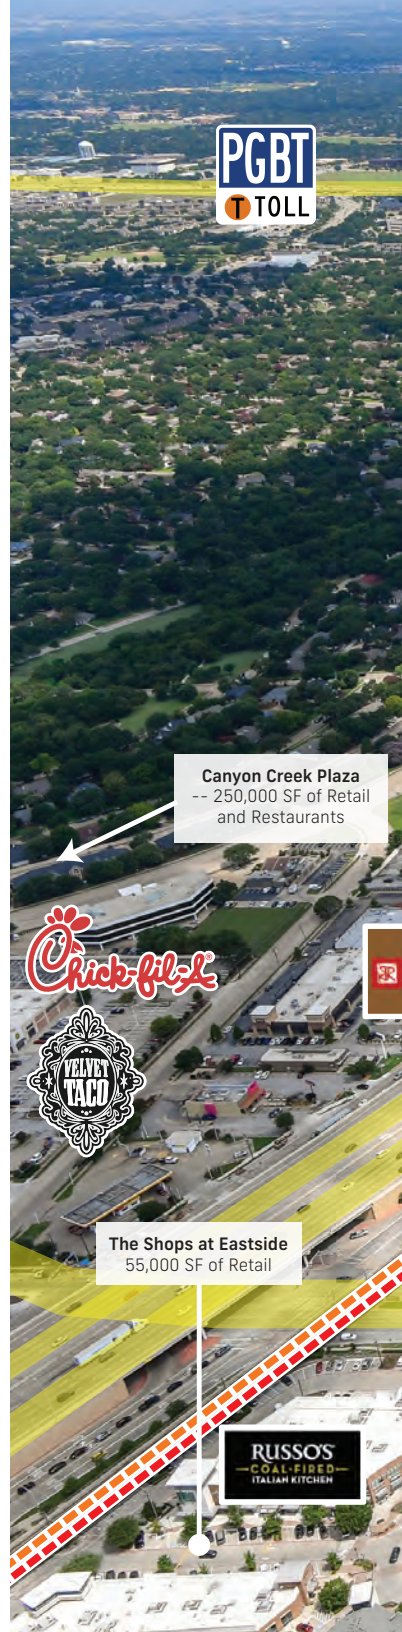 PGBT
T TOLL
Canyon Creek Plaza
-- 250,000 SF of Retail
and Restaurants
Chick-fil-A®
VELVET
TACO
The Shops at Eastside
55,000 SF of Retail
RUSSO'S
COAL-FIRED
ITALIAN KITCHEN